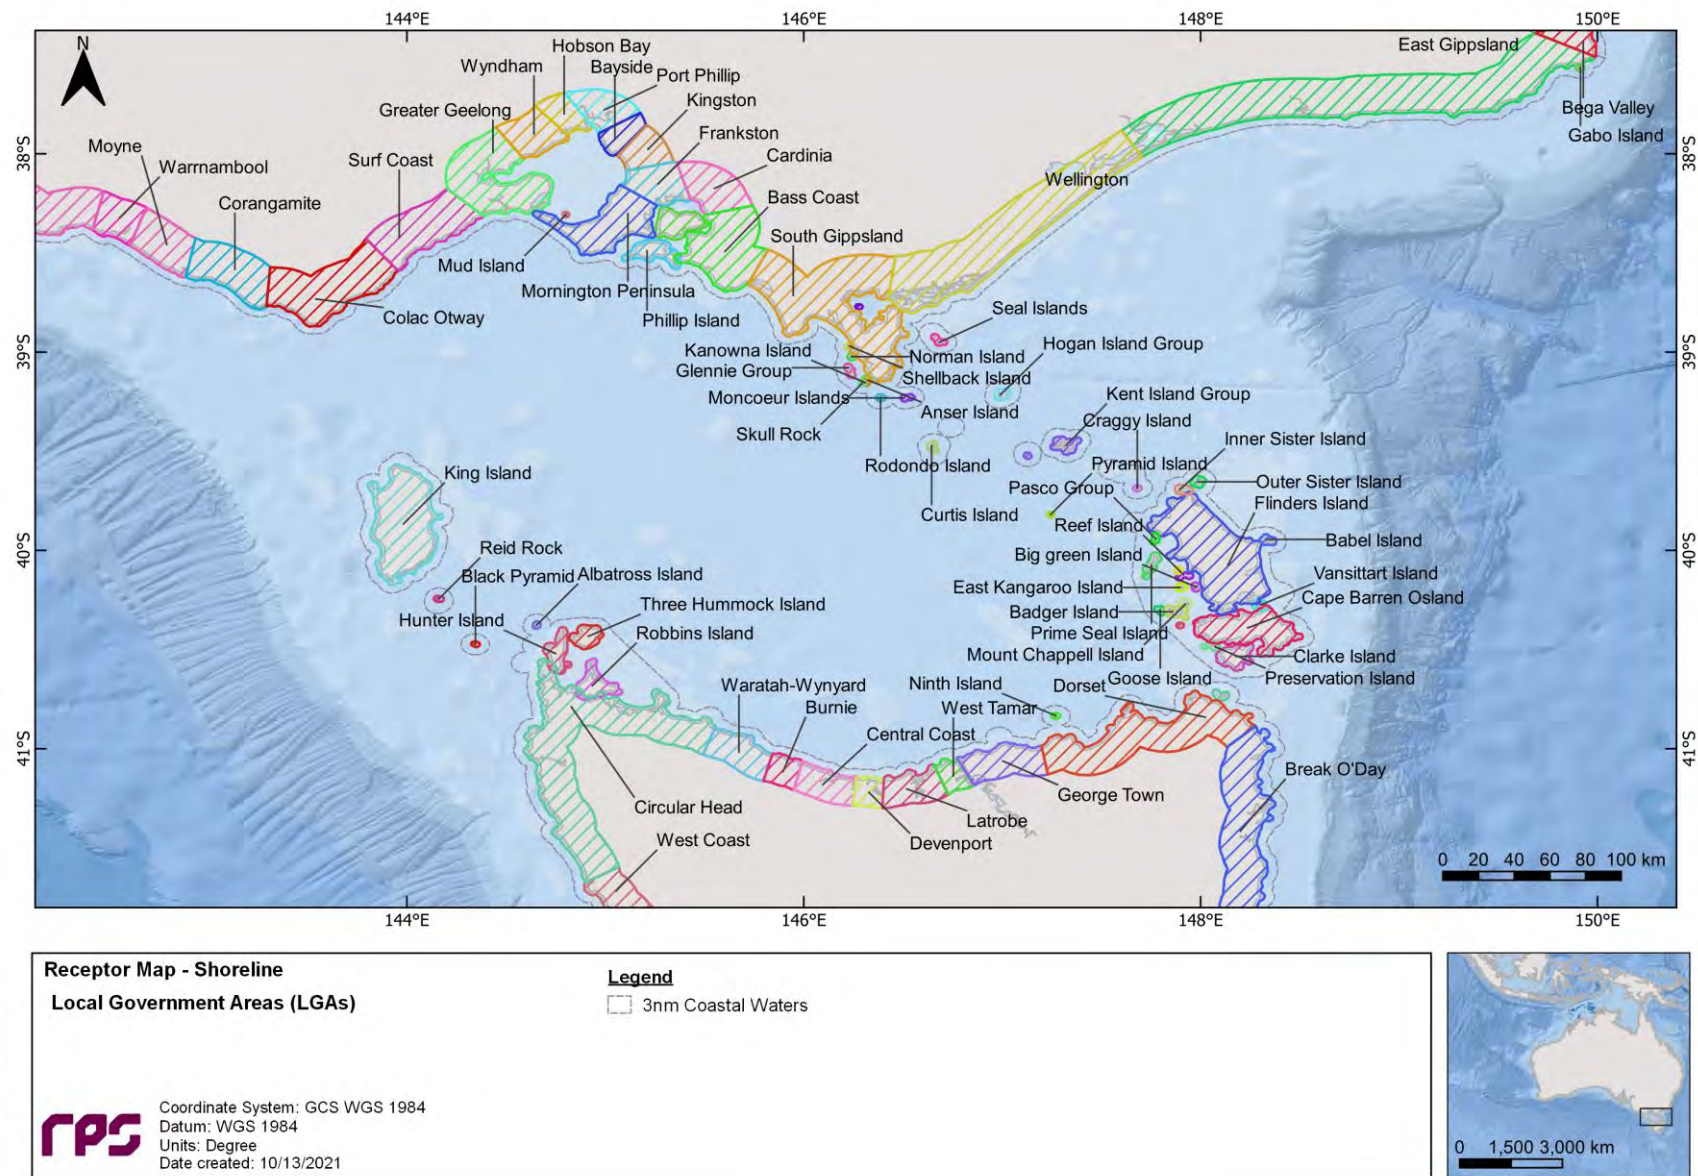 144°E
146°E
148°E
150°E
N
Hobson Bay
East Gippsland
Wyndham
Bayside
Port Phillip
Kingston
Greater Geelong
Bega Valley
Frankston
Gabo Island
Moyne
Surf Coast
Cardinia
38°S
38°S
Warrnambool
Wellington
Corangamite
Bass Coast
South Gippsland
Mud Island
Mornington Peninsula
Colac Otway
Phillip Island
Seal Islands
39°S
39°S
Kanowna Island
Norman Island
Hogan Island Group
Glennie Group
Shellback Island
Moncoeur Islands
Anser Island
Kent Island Group
Craggy Island
Skull Rock
Inner Sister Island
Rodondo Island
Pyramid Island
King Island
Pasco Group
Outer Sister Island
Curtis Island
Flinders Island
Reef Island
40°S
40°S
Reid Rock
Big green Island
Babel Island
Black Pyramid
Albatross Island
East Kangaroo Island
Vansittart Island
Three Hummock Island
Badger Island
Cape Barren Osland
Hunter Island
Robbins Island
Prime Seal Island
Mount Chappell Island
Clarke Island
Goose Island
Preservation Island
Waratah-Wynyard
Ninth Island
Dorset
Burnie
West Tamar
Central Coast
41°S
41°S
Break O'Day
George Town
Circular Head
Latrobe
West Coast
Devenport
0 20 40 60 80 100 km
144°E
146°E
148°E
150°E
Receptor Map - Shoreline
Local Government Areas (LGAs)
Legend
3nm Coastal Waters
rps
Coordinate System: GCS WGS 1984
Datum: WGS 1984
Units: Degree
Date created: 10/13/2021
0 1,500 3,000 km